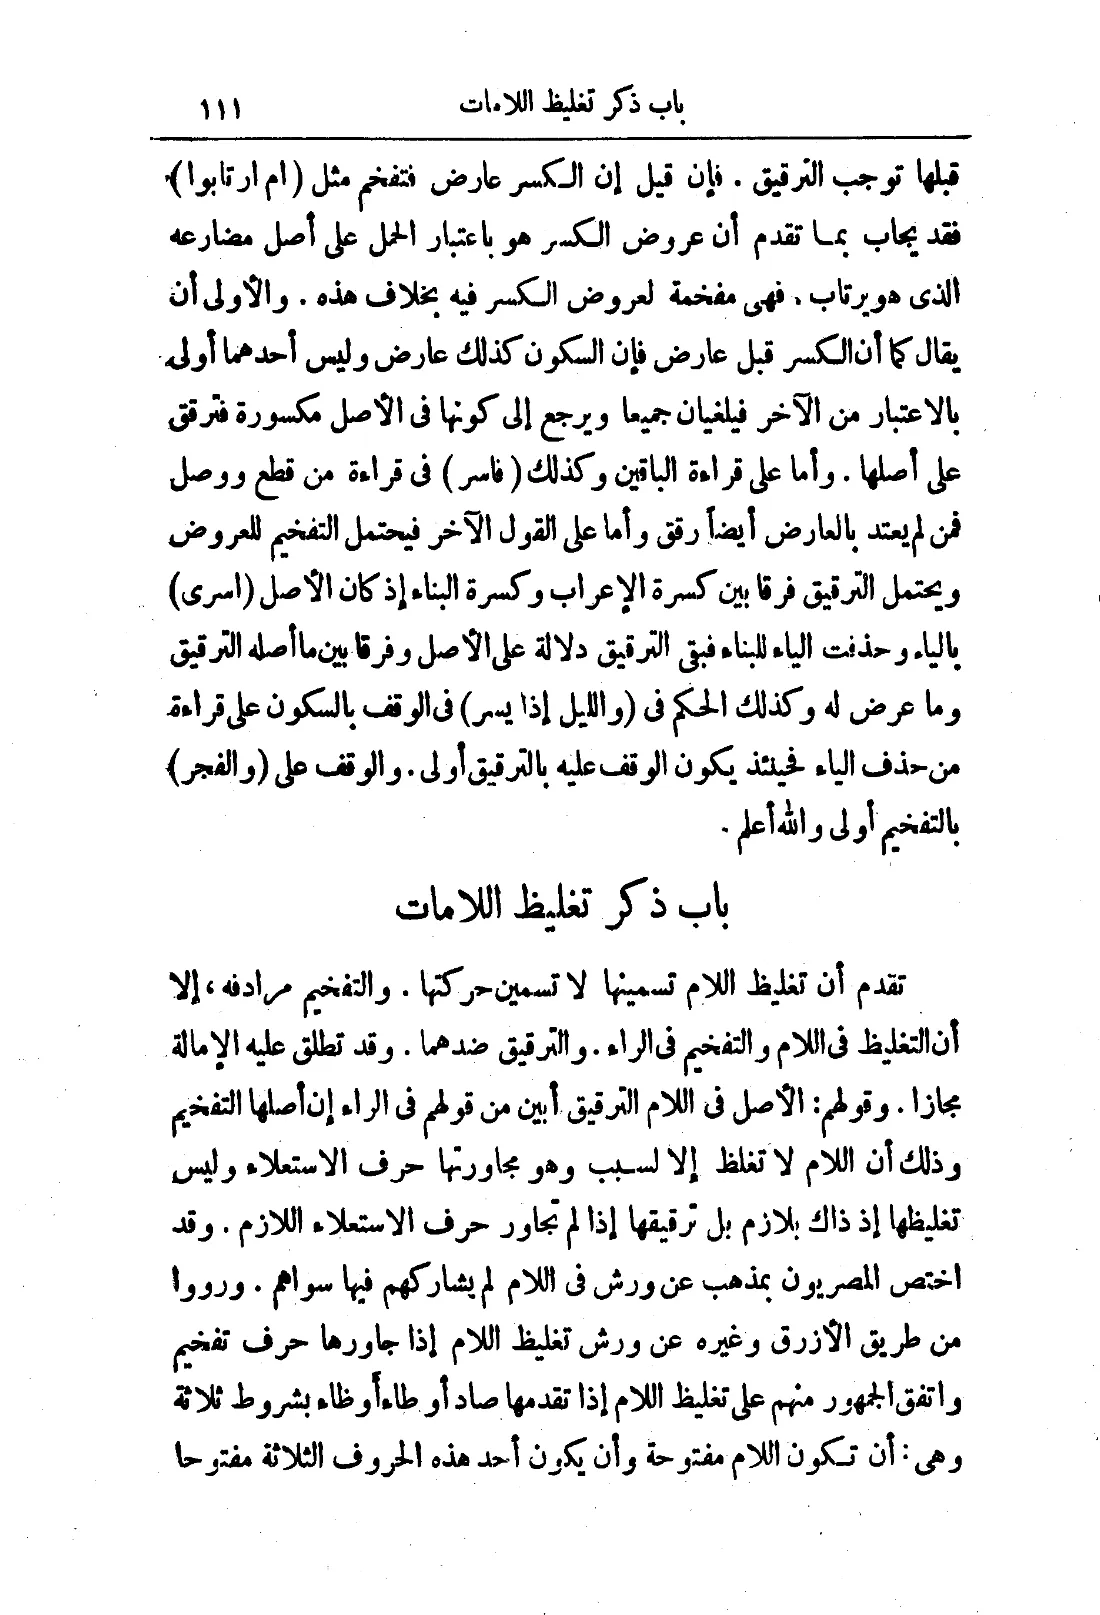 باب ذكر تغليظ اللامات ١١١
قبلها توجب الترقيق . فإن قيل إن الكسر عارض فتفخم مثل (ام ارتابوا)
فقد يجاب بما تقدم أن عروض الكسر هو باعتبار الحمل على أصل مضارعه
الذى هو يرتاب . فهى مفخمة لعروض الكسر فيه بخلاف هذه . والأولى أن
يقال كما أن الكسر قبل عارض فإن السكون كذلك عارض وليس أحدهما أولى
بالاعتبار من الآخر فيلغيان جميعا ويرجع إلى كونها فى الأصل مكسورة فترقق
على أصلها . وأما على قراءة الباقين وكذلك (فاسر) فى قراءة من قطع ووصل
فمن لم يعتد بالعارض أيضاً رقق وأما على القول الآخر فيحتمل التفخيم للعروض
ويحتمل الترقيق فرقا بين كسرة الإعراب وكسرة البناء إذ كان الأصل (اسرى)
بالياء وحذفت الياء للبناء فبقى الترقيق دلالة على الأصل وفرقا بين ما أصله الترقيق
وما عرض له وكذلك الحكم فى (والليل إذا يسر) فى الوقف بالسكون على قراءة
من حذف الياء فحينئذ يكون الوقف عليه بالترقيق أولى . والوقف على (والفجر)
بالتفخيم أولى والله أعلم .
باب ذكر تغليظ اللامات
تقدم أن تغليظ اللام تسمينها لا تسمين حركتها . والتفخيم مرادفه ، إلا
أن التغليظ فى اللام والتفخيم فى الراء . والترقيق ضدهما . وقد تطلق عليه الإمالة
مجازا . وقولهم : الأصل فى اللام الترقيق أبين من قولهم فى الراء إن أصلها التفخيم
وذلك أن اللام لا تغلظ إلا لسبب وهو مجاورتها حرف الاستعلاء وليس
تغليظها إذ ذاك بلازم بل ترقيقها إذا لم تجاور حرف الاستعلاء اللازم . وقد
اختص المصريون بمذهب عن ورش فى اللام لم يشاركهم فيها سواهم . ورووا
من طريق الأزرق وغيره عن ورش تغليظ اللام إذا جاورها حرف تفخيم
واتفق الجمهور منهم على تغليظ اللام إذا تقدمها صاد أو طاء أو ظاء بشروط ثلاثة
وهى : أن تكون اللام مفتوحة وأن يكون أحد هذه الحروف الثلاثة مفتوحا